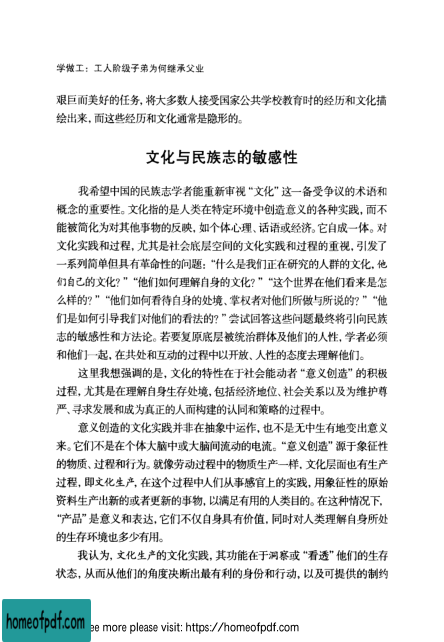 学做工：工人阶级子弟为何继承父业
艰巨而美好的任务，将大多数人接受国家公共学校教育时的经历和文化描
绘出来，而这些经历和文化通常是隐形的。
文化与民族志的敏感性
我希望中国的民族志学者能重新审视“文化”这一备受争议的术语和
概念的重要性。文化指的是人类在特定环境中创造意义的各种实践，而不
能被简化为对其他事物的反映，如个体心理、话语或经济。它自成一体。对
文化实践和过程，尤其是社会底层空间的文化实践和过程的重视，引发了
一系列简单但具有革命性的问题：“什么是我们正在研究的人群的文化，他
们自己的文化？”“他们如何理解自身的文化？”“这个世界在他们看来是怎
么样的？”“他们如何看待自身的处境、掌权者对他们所做与所说的？”“他
们是如何引导我们对他们的看法的？”尝试回答这些问题最终将引向民族
志的敏感性和方法论。若要复原底层被统治群体及他们的人性，学者必须
和他们一起，在共处和互动的过程中以开放、人性的态度去理解他们。
这里我想强调的是，文化的特性在于社会能动者“意义创造”的积极
过程，尤其是在理解自身生存处境，包括经济地位、社会关系以及为维护尊
严、寻求发展和成为真正的人而构建的认同和策略的过程中。
意义创造的文化实践并非在抽象中运作，也不是无中生有地变出意义
来。它们不是在个体大脑中或大脑间流动的电流。“意义创造”源于象征性
的物质、过程和行为。就像劳动过程中的物质生产一样，文化层面也有生产
过程，即文化生产，在这个过程中人们从事感官上的实践，用象征性的原始
资料生产出新的或者更新的事物，以满足有用的人类目的。在这种情况下，
“产品”是意义和表达，它们不仅自身具有价值，同时对人类理解自身所处
的生存环境也多少有用。
我认为，文化生产的文化实践，其功能在于洞察或“看透”他们的生存
状态，从而从他们的角度决断出最有利的身份和行动，以及可提供的制约
homeofpdf.com
ee more please visit: https://homeofpdf.com